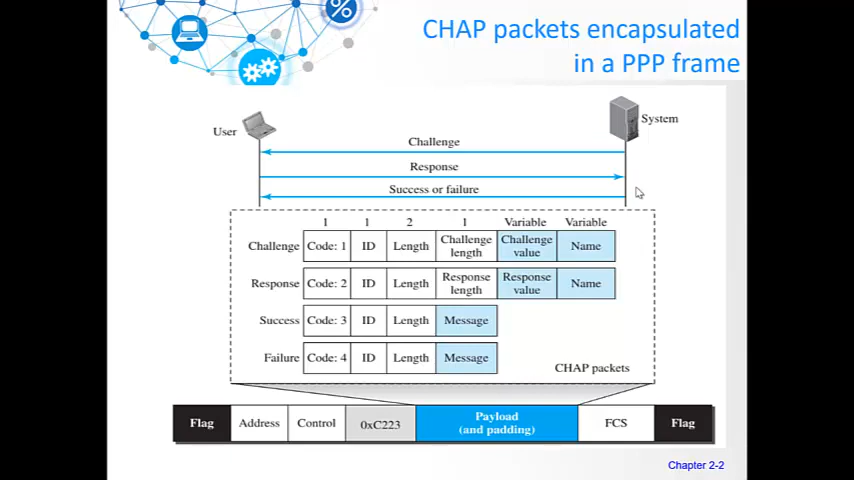 CHAP packets encapsulated
in a PPP frame
%
User
System
Challenge
Response
Success or failure
1 1 2 1 Variable Variable
Challenge Code: 1 ID Length Challenge length Challenge value Name
Response Code: 2 ID Length Response length Response value Name
Success Code: 3 ID Length Message
Failure Code: 4 ID Length Message
CHAP packets
Flag Address Control 0xC223 Payload (and padding) FCS Flag
Chapter 2-2